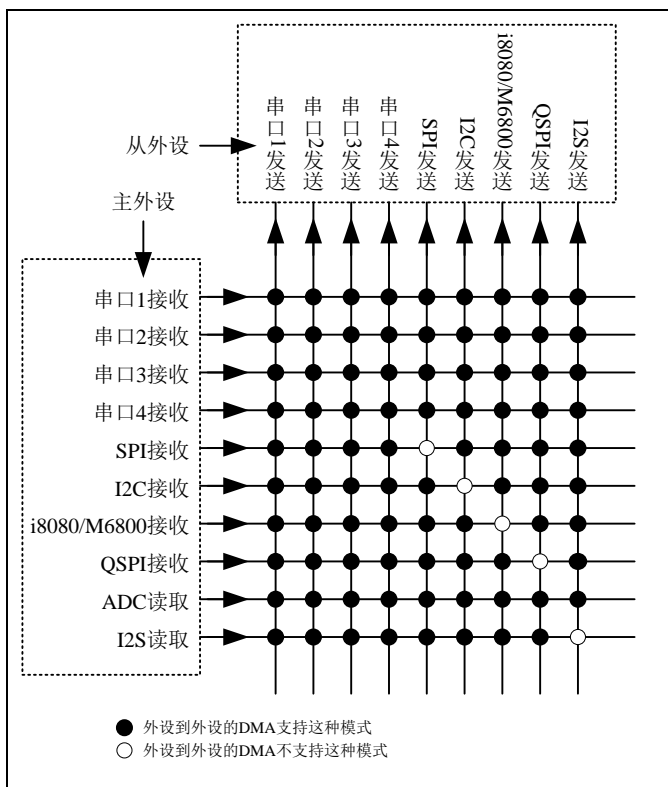 从外设
串口1发送
串口2发送
串口3发送
串口4发送
SPI发送
I2C发送
i8080/M6800发送
QSPI发送
I2S发送
主外设
串口1接收
串口2接收
串口3接收
串口4接收
SPI接收
I2C接收
i8080/M6800接收
QSPI接收
ADC读取
I2S读取
外设到外设的DMA支持这种模式
外设到外设的DMA不支持这种模式